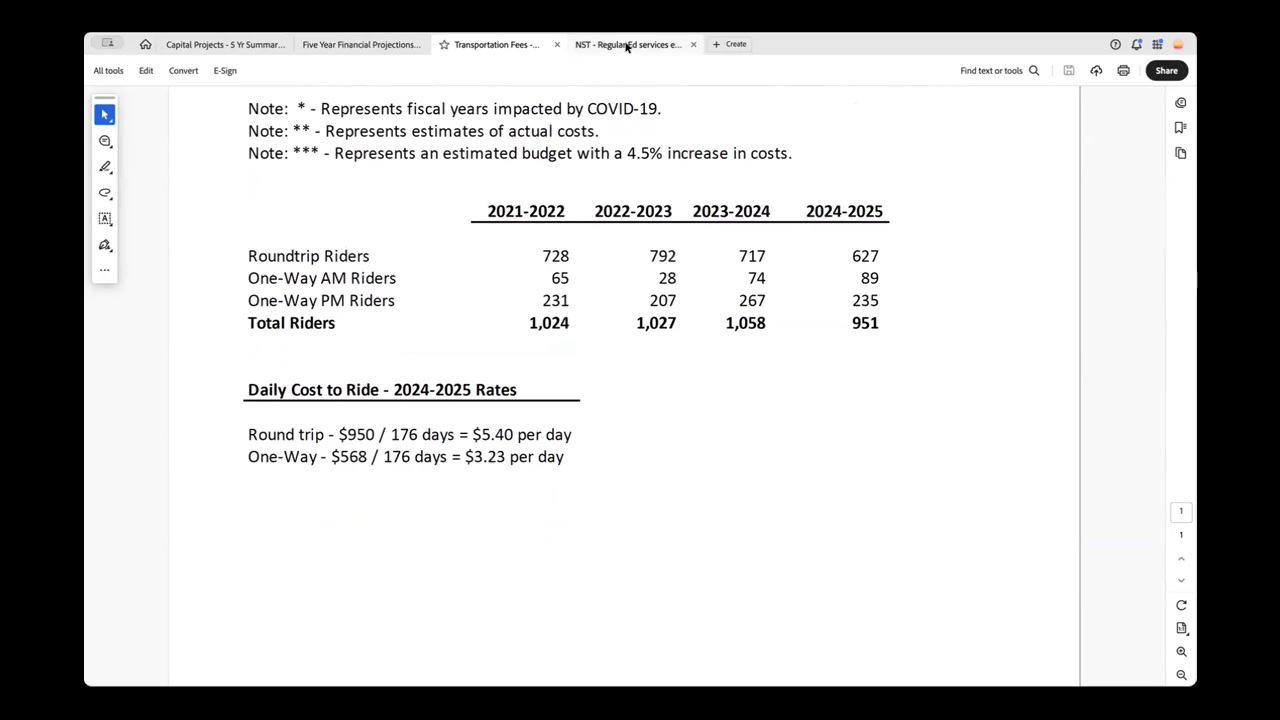 Capital Projects - 5 Yr Summar...
Five Year Financial Projections...
Transportation Fees -...
NST - Regular Ed services e...
Create
All tools
Edit
Convert
E-Sign
Find text or tools
Share
Note: * - Represents fiscal years impacted by COVID-19.
Note: ** - Represents estimates of actual costs.
Note: *** - Represents an estimated budget with a 4.5% increase in costs.
2021-2022 2022-2023 2023-2024 2024-2025
Roundtrip Riders 728 792 717 627
One-Way AM Riders 65 28 74 89
One-Way PM Riders 231 207 267 235
Total Riders 1,024 1,027 1,058 951
Daily Cost to Ride - 2024-2025 Rates
Round trip - $950 / 176 days = $5.40 per day
One-Way - $568 / 176 days = $3.23 per day
1
1